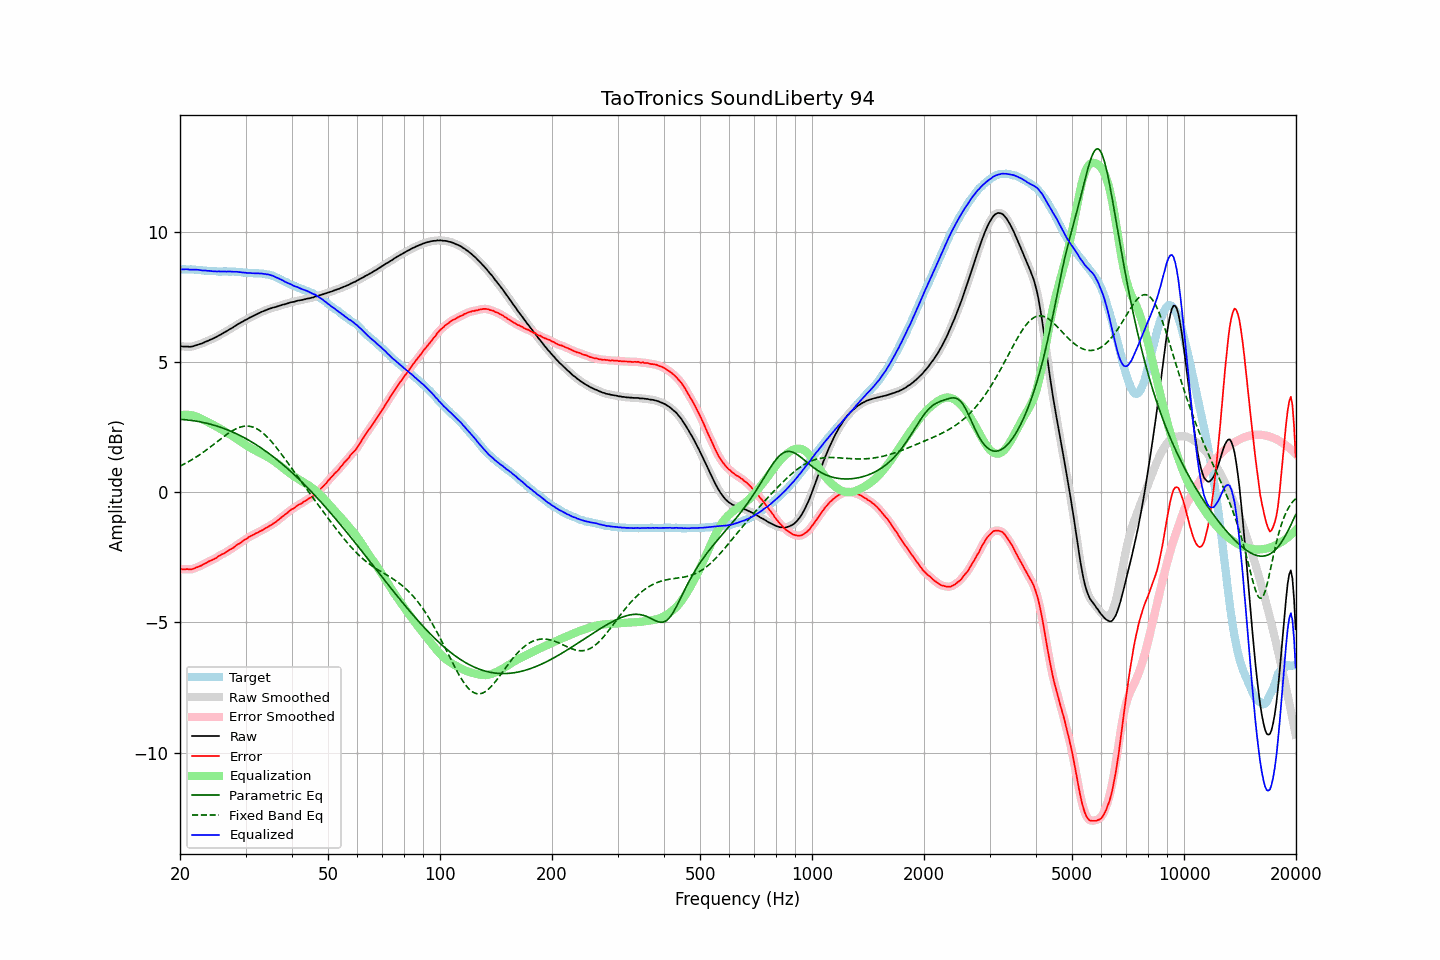 TaoTronics SoundLiberty 94
Amplitude (dBr)
10
5
0
−5
−10
Target
Raw Smoothed
Error Smoothed
Raw
Error
Equalization
Parametric Eq
Fixed Band Eq
Equalized
20 50 100 200 500 1000 2000 5000 10000 20000
Frequency (Hz)